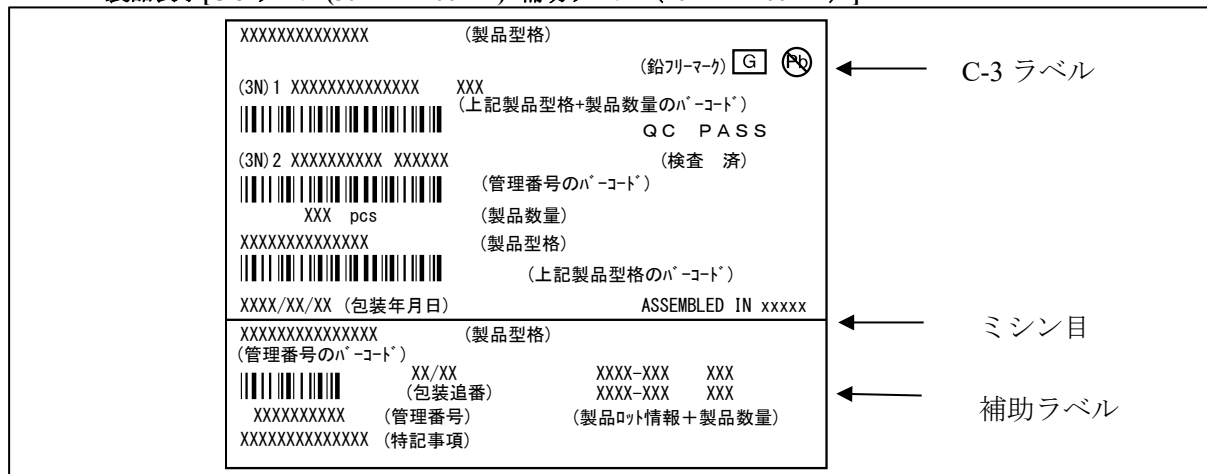 XXXXXXXXXXXXXX (製品型格)
(鉛フリーマーク) G Pb
C-3 ラベル
(3N)1 XXXXXXXXXXXXXX XXX
(上記製品型格+製品数量のバーコード)
QC PASS
(3N)2 XXXXXXXXXX XXXXXX (検査 済)
(管理番号のバーコード)
XXX pcs (製品数量)
XXXXXXXXXXXXXX (製品型格)
(上記製品型格のバーコード)
XXXX/XX/XX (包装年月日) ASSEMBLED IN xxxxx
ミシン目
XXXXXXXXXXXXXXX (製品型格)
(管理番号のバーコード)
XX/XX XXXX-XXX XXX
(包装追番) XXXX-XXX XXX
補助ラベル
XXXXXXXXXX (管理番号) (製品ロット情報+製品数量)
XXXXXXXXXXXXXX (特記事項)